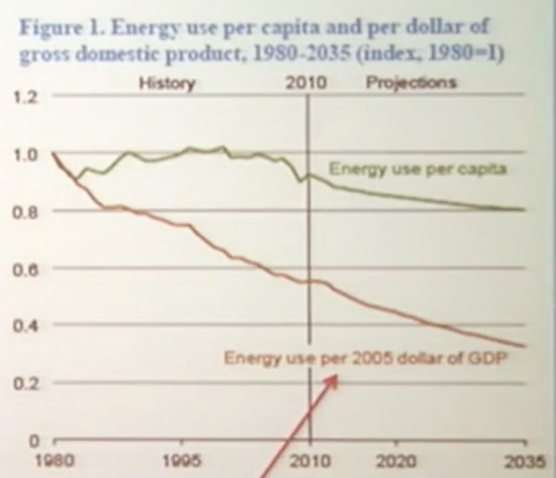 Figure 1. Energy use per capita and per dollar of
gross domestic product, 1980-2035 (index, 1980=1)
History 2010 Projections
1.2
1.0
Energy use per capita
0.8
0.6
0.4
Energy use per 2005 dollar of GDP
0.2
0
1980 1995 2010 2020 2035